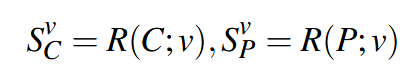 $S_C^v = R(C;v), S_P^v = R(P;v)$